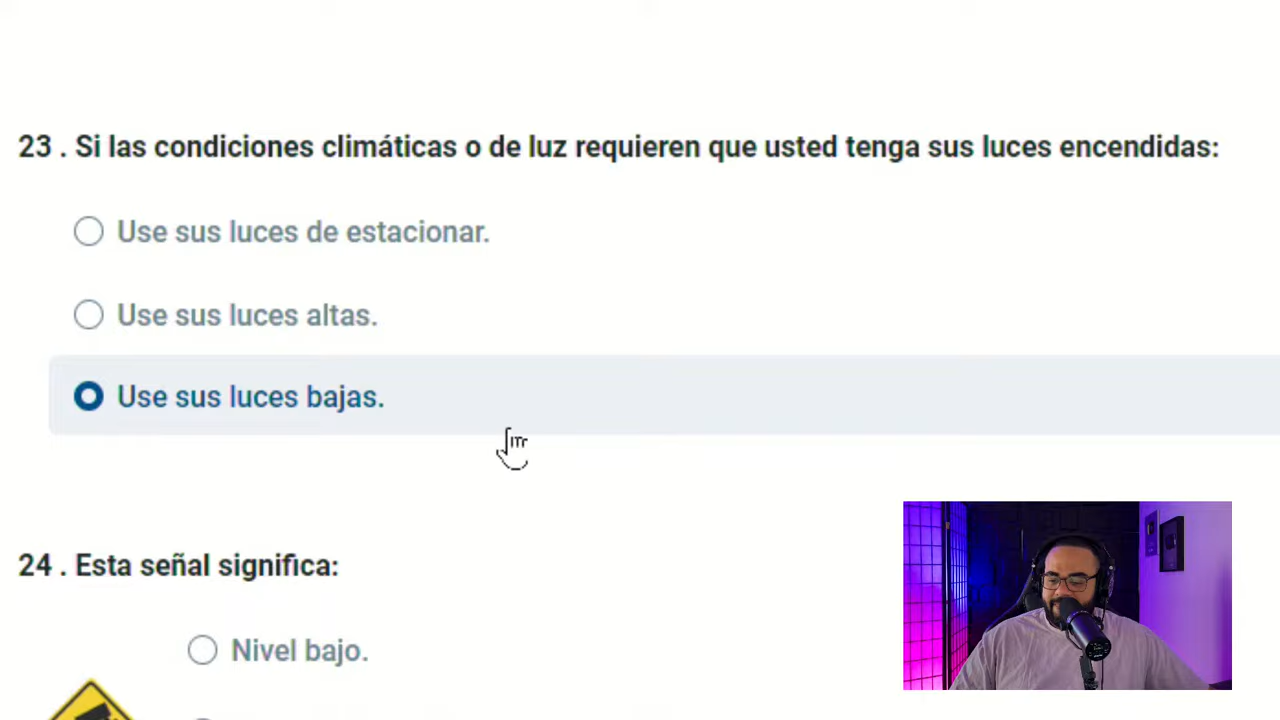 23 . Si las condiciones climáticas o de luz requieren que usted tenga sus luces encendidas:
Use sus luces de estacionar.
Use sus luces altas.
Use sus luces bajas.
24 . Esta señal significa:
Nivel bajo.